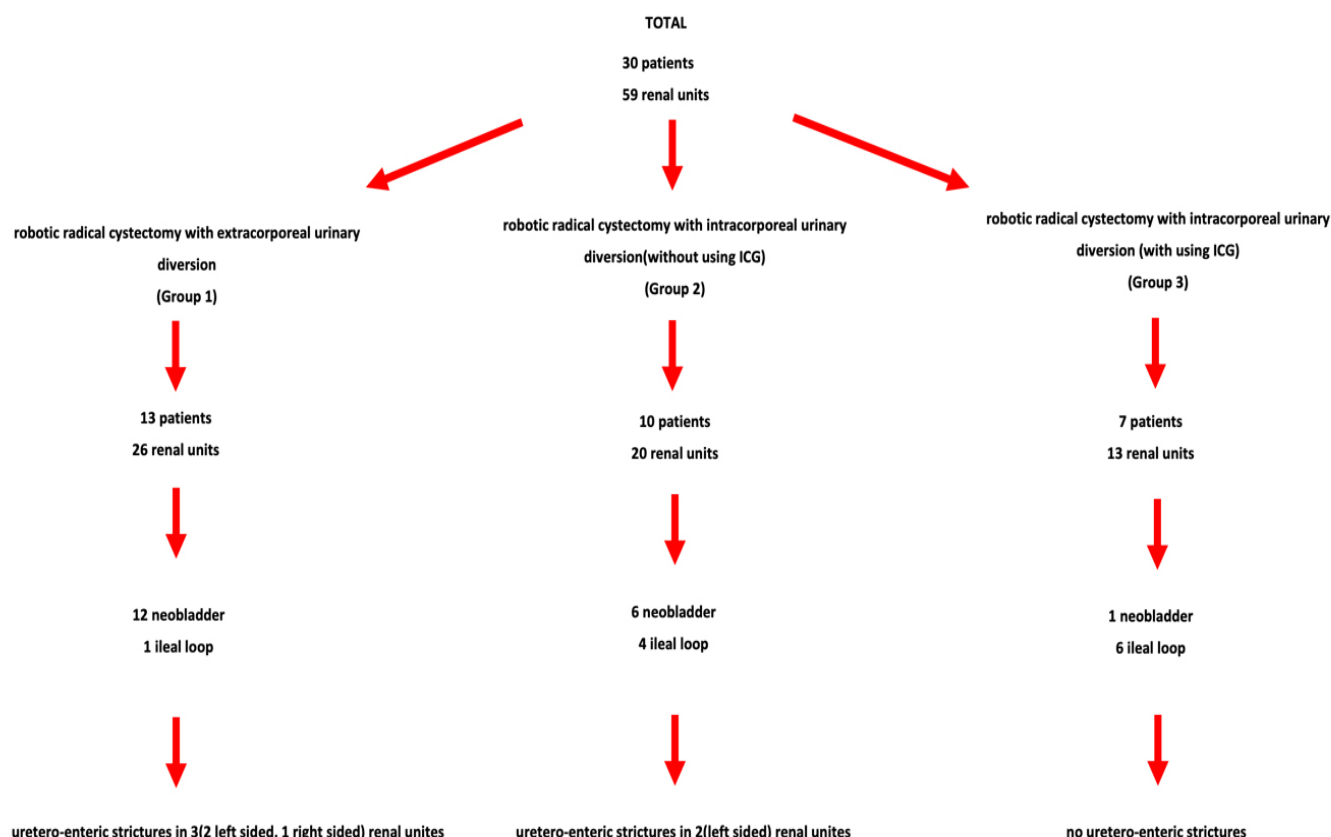 TOTAL
30 patients
59 renal units
robotic radical cystectomy with extracorporeal urinary
diversion
(Group 1)
13 patients
26 renal units
12 neobladder
1 ileal loop
uretero-enteric strictures in 3(2 left sided, 1 right sided) renal unites
robotic radical cystectomy with intracorporeal urinary
diversion(without using ICG)
(Group 2)
10 patients
20 renal units
6 neobladder
4 ileal loop
uretero-enteric strictures in 2(left sided) renal unites
robotic radical cystectomy with intracorporeal urinary
diversion (with using ICG)
(Group 3)
7 patients
13 renal units
1 neobladder
6 ileal loop
no uretero-enteric strictures